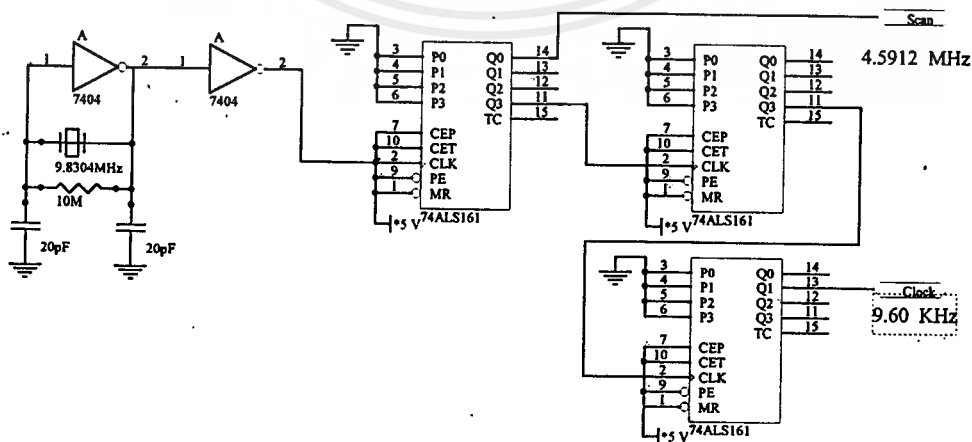 A
1
2
7404
A
1
2
7404
9.8304MHz
10M
20pF
20pF
3 P0 Q0 14
4 P1 Q1 13
5 P2 Q2 12
6 P3 Q3 11
TC 15
7 CEP
10 CET
2 CLK
9 PE
1 MR
*5 V 74ALS161
Scan
4.5912 MHz
3 P0 Q0 14
4 P1 Q1 13
5 P2 Q2 12
6 P3 Q3 11
TC 15
7 CEP
10 CET
2 CLK
9 PE
1 MR
*5 V 74ALS161
3 P0 Q0 14
4 P1 Q1 13
5 P2 Q2 12
6 P3 Q3 11
TC 15
7 CEP
10 CET
2 CLK
9 PE
1 MR
*5 V 74ALS161
Clock
9.60 KHz